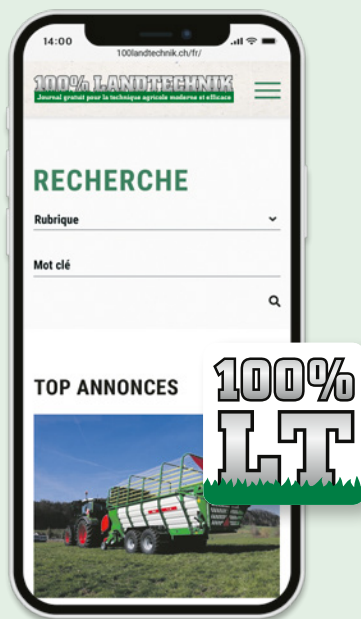 14:00
100landtechnik.ch/fr/
100% LANDTECHNIK
Journal gratuit pour la technique agricole moderne et efficace
RECHERCHE
Rubrique
Mot clé
TOP ANNONCES
100%
LT